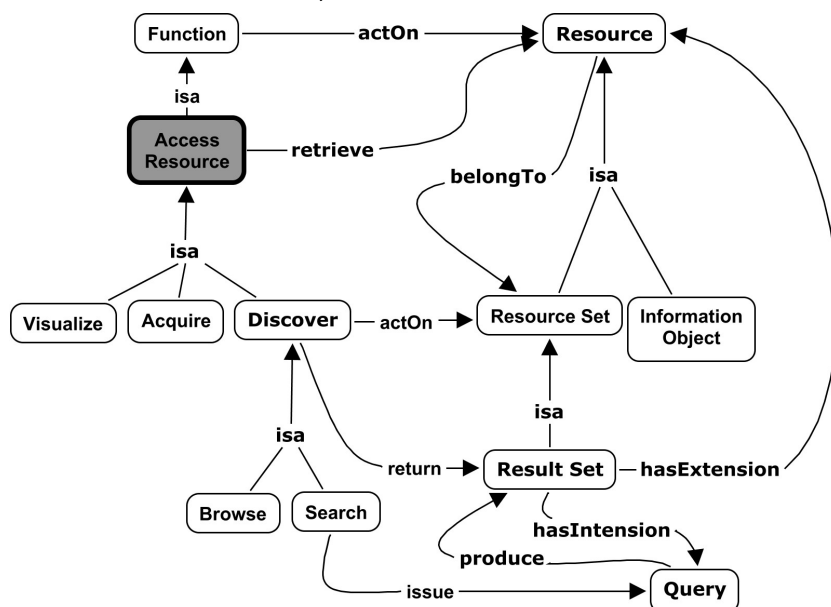 Function
actOn
Resource
isa
Access
Resource
retrieve
belongTo
isa
isa
Visualize
Acquire
Discover
actOn
Resource Set
Information
Object
isa
isa
return
Result Set
hasExtension
Browse
Search
hasIntension
produce
issue
Query